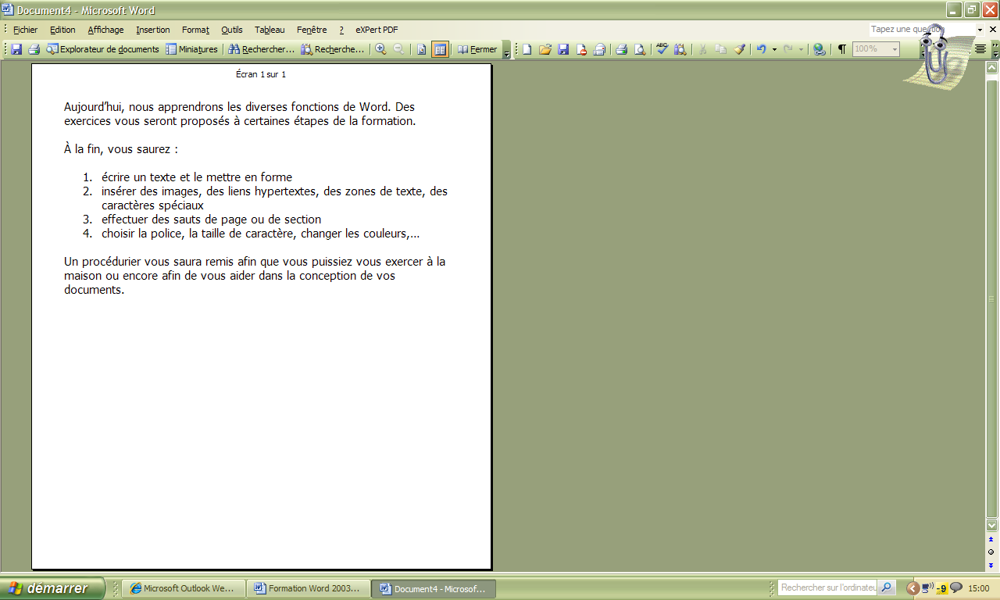 Document4 - Microsoft Word
Fichier Edition Affichage Insertion Format Outils Tableau Fenêtre ? eXPert PDF
Explorateur de documents Miniatures Rechercher... Recherche... Fermer 100%
Écran 1 sur 1
Aujourd'hui, nous apprendrons les diverses fonctions de Word. Des
exercices vous seront proposés à certaines étapes de la formation.
À la fin, vous saurez :
1. écrire un texte et le mettre en forme
2. insérer des images, des liens hypertextes, des zones de texte, des
caractères spéciaux
3. effectuer des sauts de page ou de section
4. choisir la police, la taille de caractère, changer les couleurs,...
Un procédurier vous saura remis afin que vous puissiez vous exercer à la
maison ou encore afin de vous aider dans la conception de vos
documents.
démarrer Microsoft Outlook We... Formation Word 2003... Document4 - Microsof... Rechercher sur l'ordinateu -9 15:00